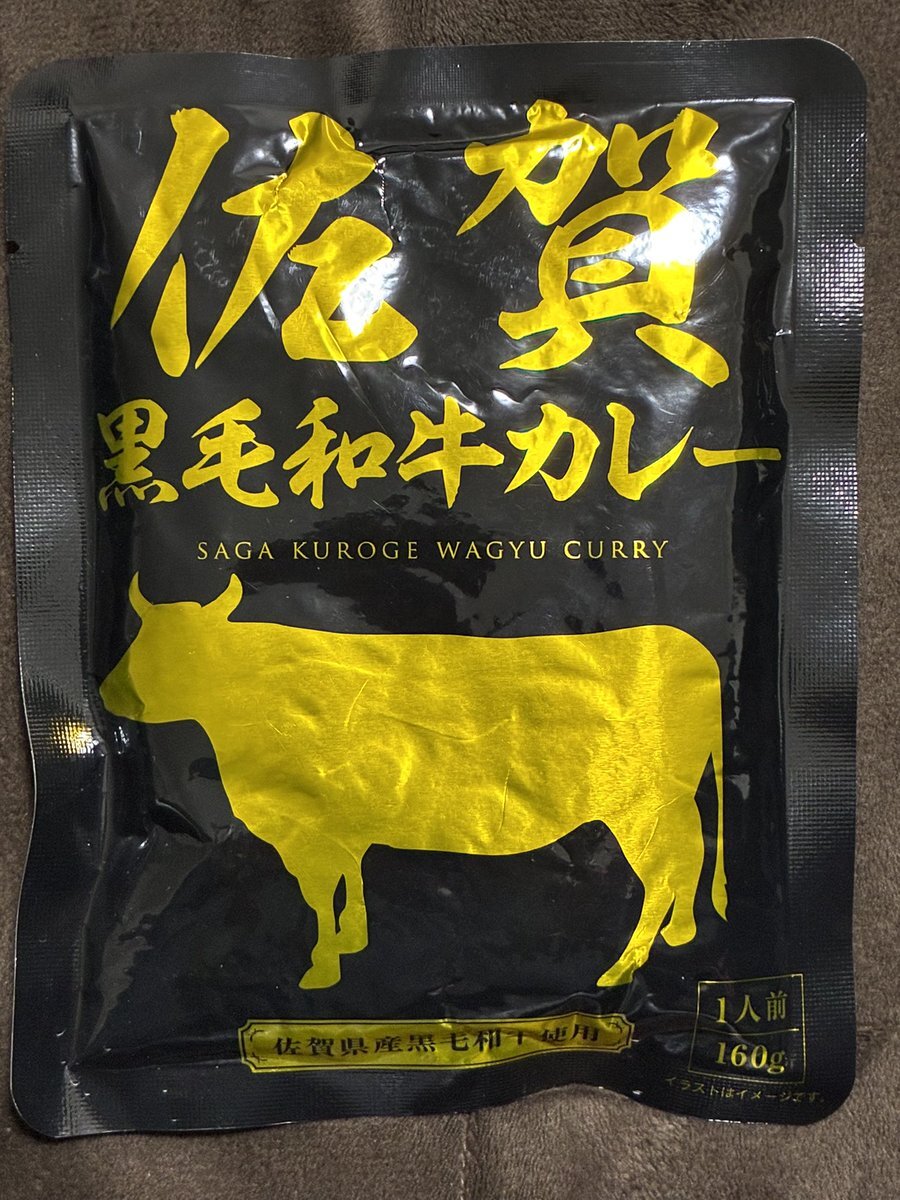 佐賀
黒毛和牛カレー
SAGA KUROGE WAGYU CURRY
1人前
160g
佐賀県産黒毛和牛使用
イラストはイメージです。